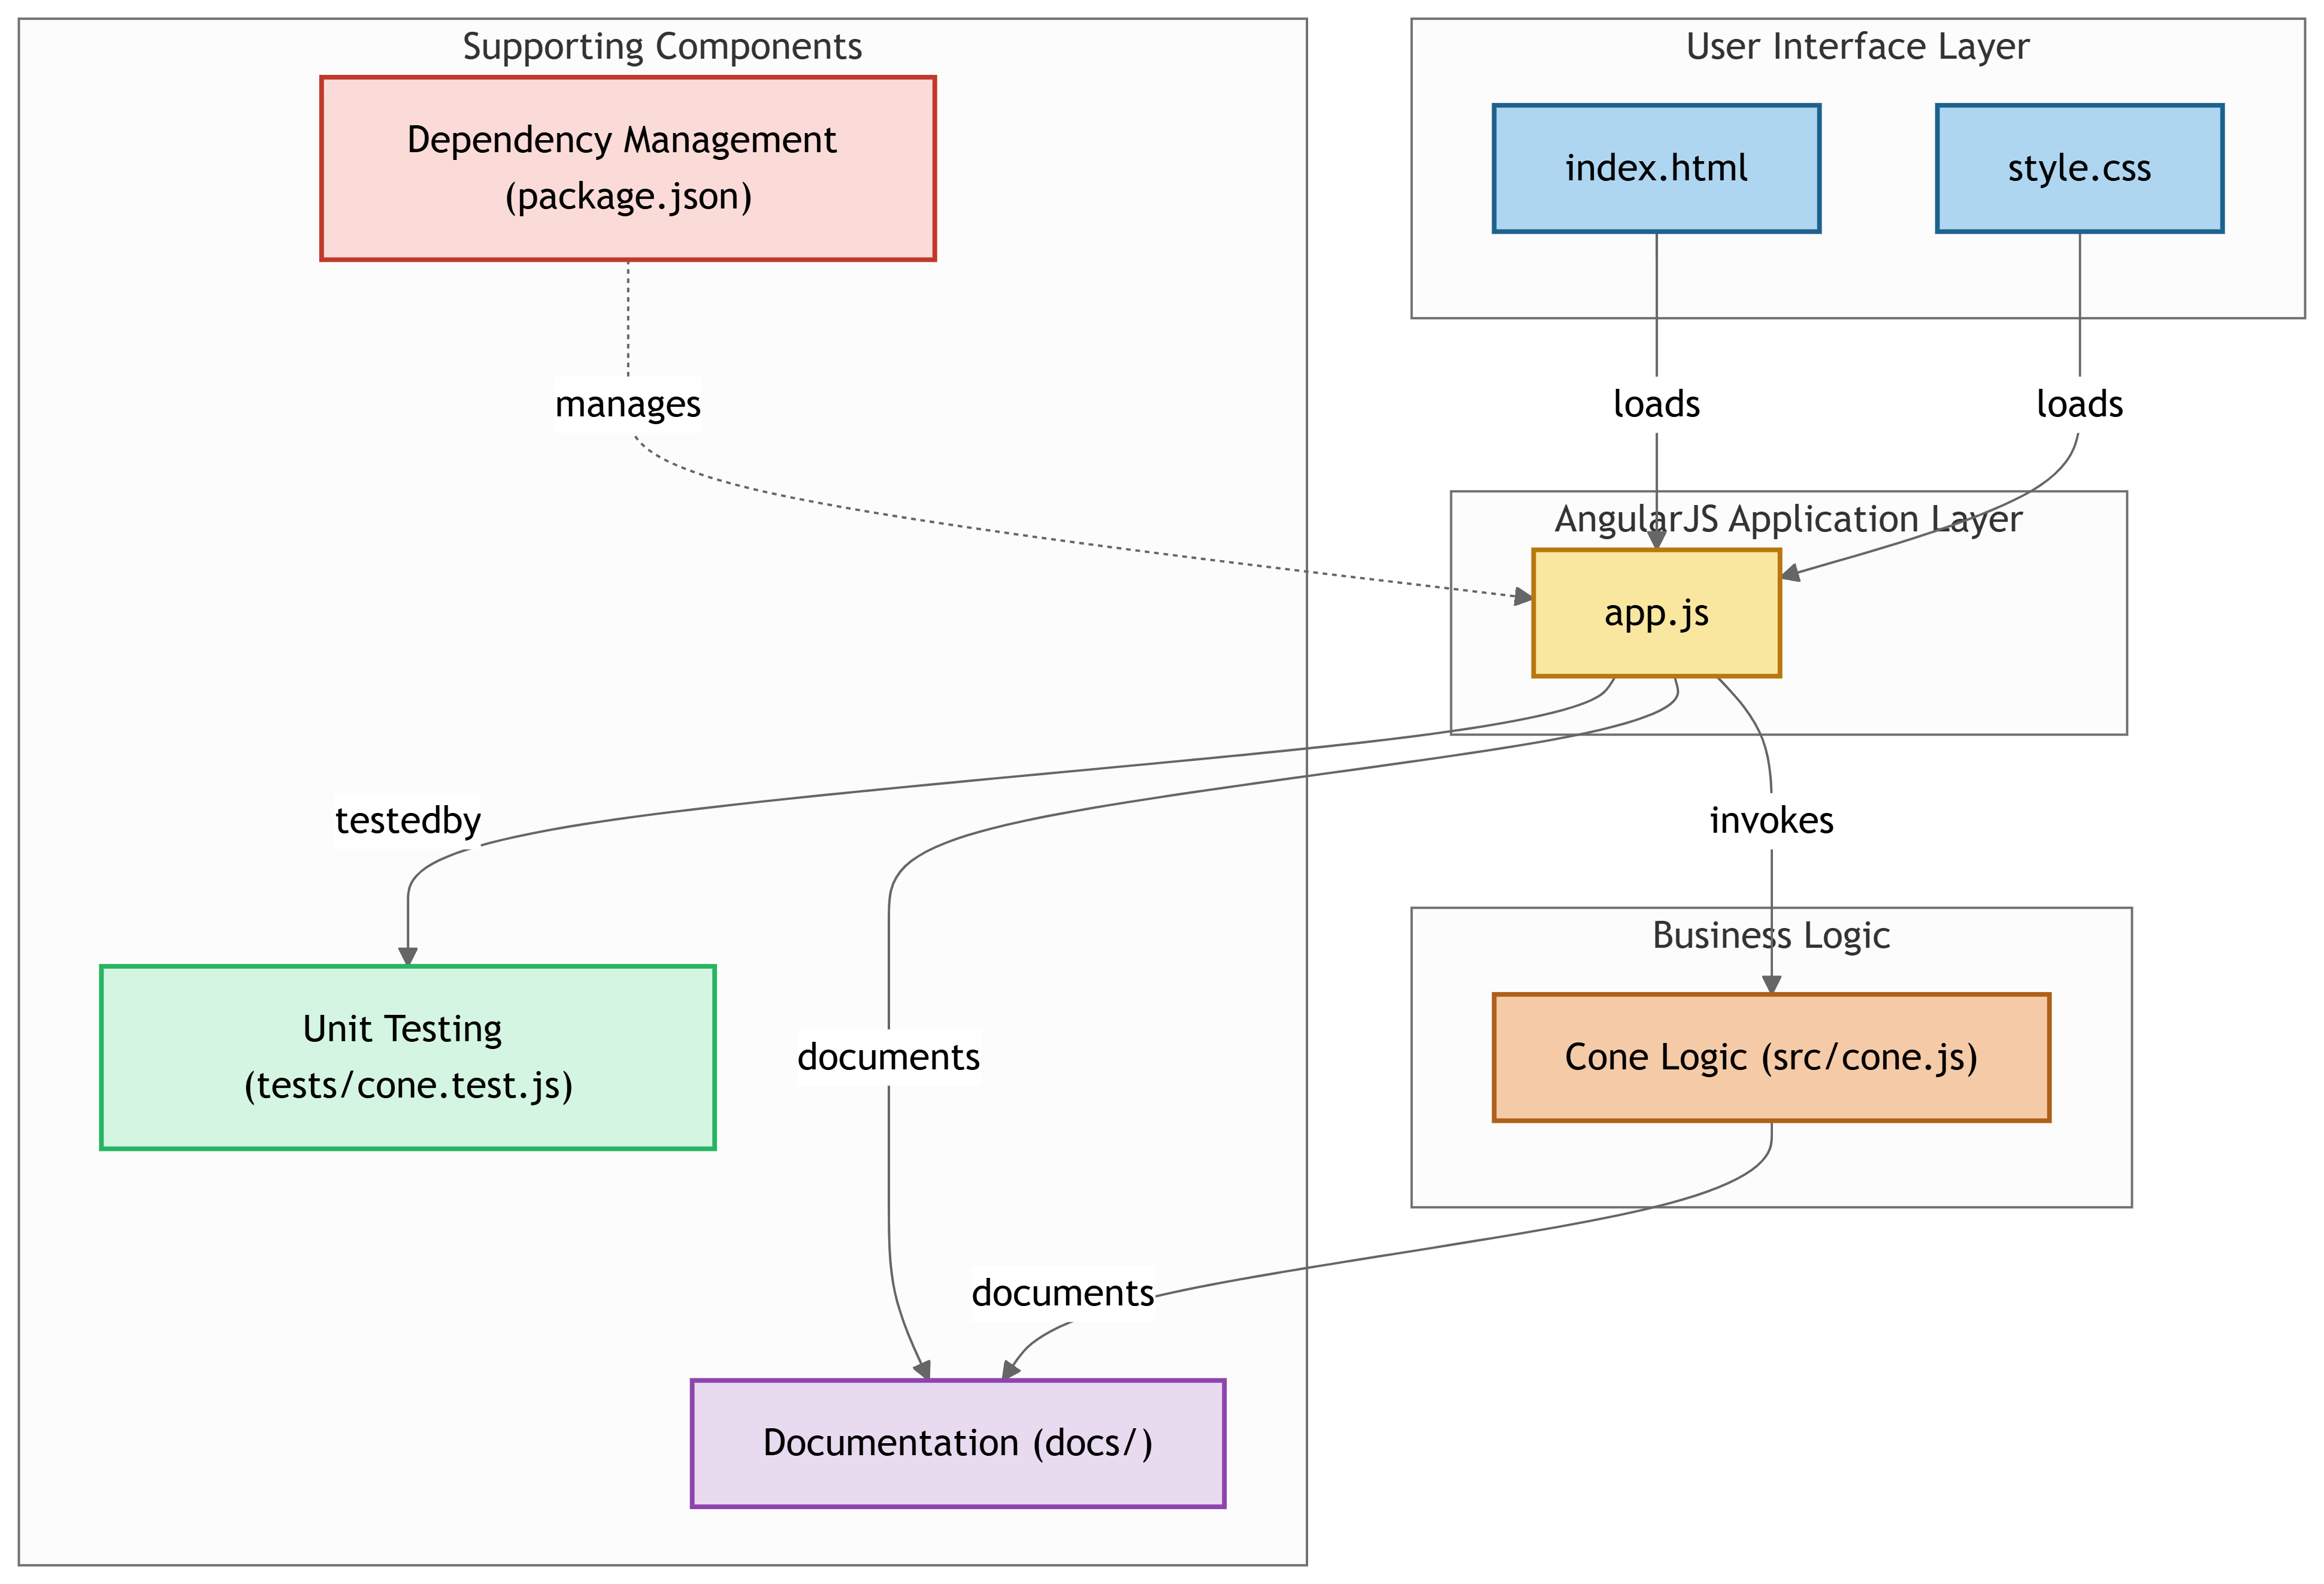 Supporting Components
User Interface Layer
Dependency Management
(package.json)
index.html
style.css
manages
loads
loads
AngularJS Application Layer
app.js
testedby
invokes
Business Logic
Unit Testing
(tests/cone.test.js)
documents
Cone Logic (src/cone.js)
documents
Documentation (docs/)